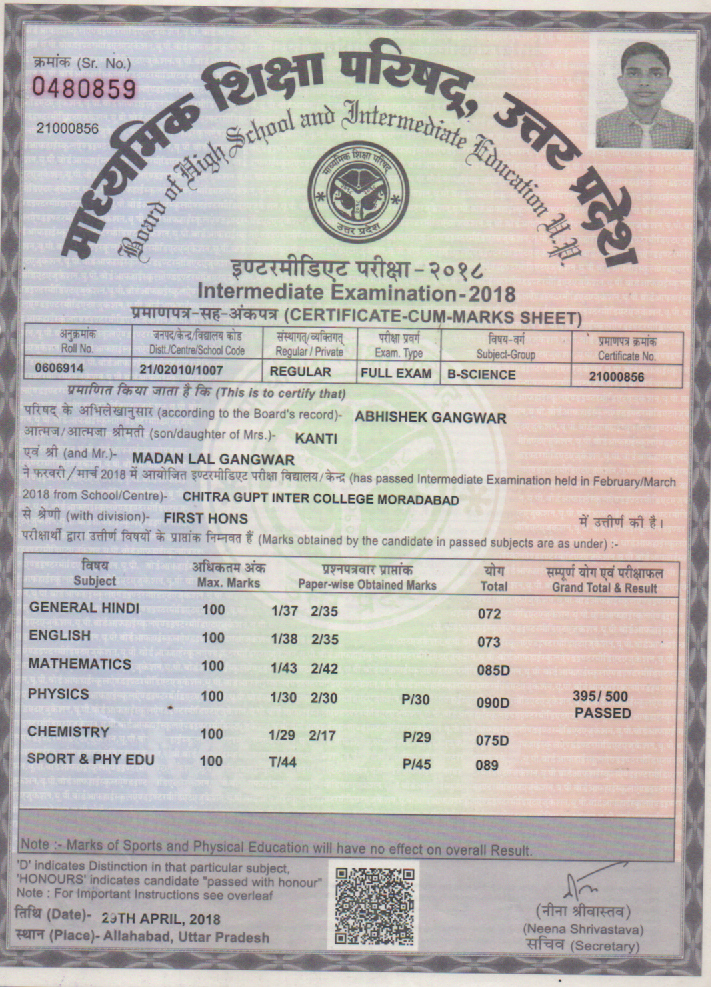 क्रमांक (Sr. No.)
0480859
21000856
माध्यमिक शिक्षा परिषद्, उत्तर प्रदेश
Board of High School and Intermediate Education U.P.
माध्यमिक शिक्षा परिषद्
उत्तर प्रदेश
इण्टरमीडिएट परीक्षा-२०१८
Intermediate Examination-2018
प्रमाणपत्र-सह-अंकपत्र (CERTIFICATE-CUM-MARKS SHEET)
अनुक्रमांक जनपद/केन्द्र/विद्यालय कोड संस्थागत/व्यक्तिगत् परीक्षा प्रवर्ग विषय-वर्ग प्रमाणपत्र क्रमांक
Roll No. Distt./Centre/School Code Regular / Private Exam. Type Subject-Group Certificate No.
0606914 21/02010/1007 REGULAR FULL EXAM B-SCIENCE 21000856
प्रमाणित किया जाता है कि (This is to certify that)
परिषद् के अभिलेखानुसार (according to the Board's record)- ABHISHEK GANGWAR
आत्मज/आत्मजा श्रीमती (son/daughter of Mrs.)- KANTI
एवं श्री (and Mr.)- MADAN LAL GANGWAR
ने फरवरी/मार्च 2018 में आयोजित इण्टरमीडिएट परीक्षा विद्यालय/केन्द्र (has passed Intermediate Examination held in February/March
2018 from School/Centre)- CHITRA GUPT INTER COLLEGE MORADABAD
से श्रेणी (with division)- FIRST HONS में उत्तीर्ण की है।
परीक्षार्थी द्वारा उत्तीर्ण विषयों के प्राप्तांक निम्नवत हैं (Marks obtained by the candidate in passed subjects are as under) :-
विषय अधिकतम अंक प्रश्नपत्रवार प्राप्तांक योग सम्पूर्ण योग एवं परीक्षाफल
Subject Max. Marks Paper-wise Obtained Marks Total Grand Total & Result
GENERAL HINDI 100 1/37 2/35 072
ENGLISH 100 1/38 2/35 073
MATHEMATICS 100 1/43 2/42 085D
PHYSICS 100 1/30 2/30 P/30 090D 395/500
PASSED
CHEMISTRY 100 1/29 2/17 P/29 075D
SPORT & PHY EDU 100 T/44 P/45 089
Note :- Marks of Sports and Physical Education will have no effect on overall Result.
'D' indicates Distinction in that particular subject,
'HONOURS' indicates candidate "passed with honour"
Note : For Important Instructions see overleaf
तिथि (Date)- 29TH APRIL, 2018
स्थान (Place)- Allahabad, Uttar Pradesh
(नीना श्रीवास्तव)
(Neena Shrivastava)
सचिव (Secretary)